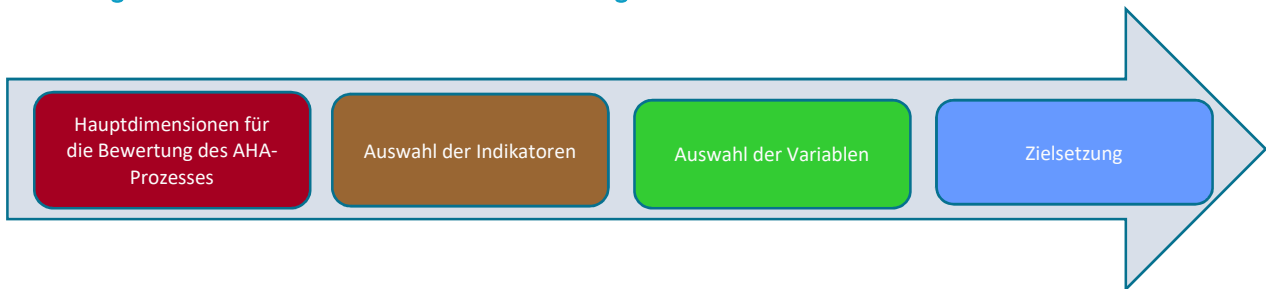 Hauptdimensionen für
die Bewertung des AHA-
Prozesses
Auswahl der Indikatoren
Auswahl der Variablen
Zielsetzung